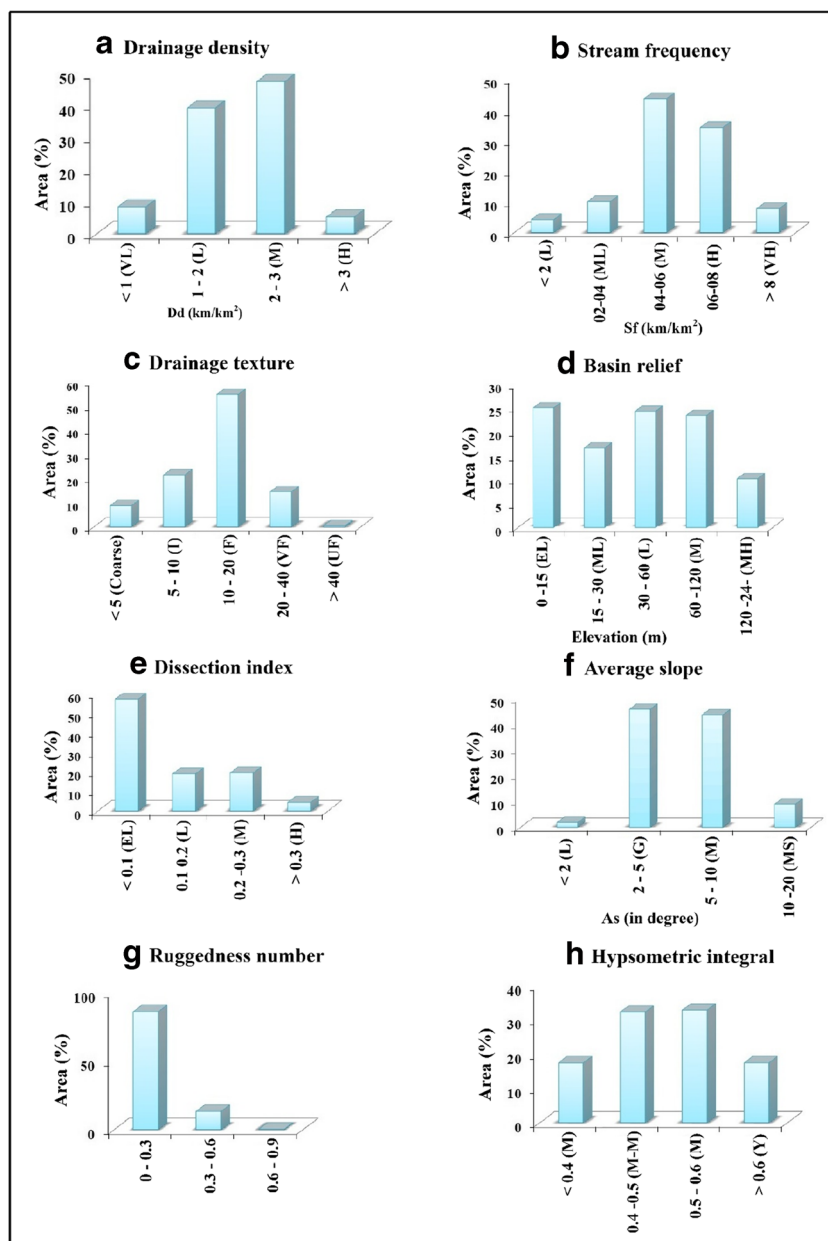 a Drainage density
Area (%)
50
40
30
20
10
0
< 1 (VL)
1 - 2 (L)
2 - 3 (M)
> 3 (H)
Dd (km/km²)
b Stream frequency
Area (%)
50
40
30
20
10
0
< 2 (L)
02-04 (ML)
04-06 (M)
06-08 (H)
> 8 (VH)
Sf (km/km²)
c Drainage texture
Area (%)
60
50
40
30
20
10
0
< 5 (Coarse)
5 - 10 (I)
10 - 20 (F)
20 - 40 (VF)
> 40 (UF)
d Basin relief
Area (%)
30
25
20
15
10
5
0
0 -15 (EL)
15 - 30 (ML)
30 - 60 (L)
60 -120 (M)
120 -24- (MH)
Elevation (m)
e Dissection index
Area (%)
60
50
40
30
20
10
0
< 0.1 (EL)
0.1 0.2 (L)
0.2 -0.3 (M)
> 0.3 (H)
f Average slope
Area (%)
50
40
30
20
10
0
< 2 (L)
2 - 5 (G)
5 - 10 (M)
10 -20 (MS)
As (in degree)
g Ruggedness number
Area (%)
100
50
0
0 - 0.3
0.3 - 0.6
0.6 - 0.9
h Hypsometric integral
Area (%)
40
30
20
10
0
< 0.4 (M)
0.4 -0.5 (M-M)
0.5 - 0.6 (M)
> 0.6 (Y)